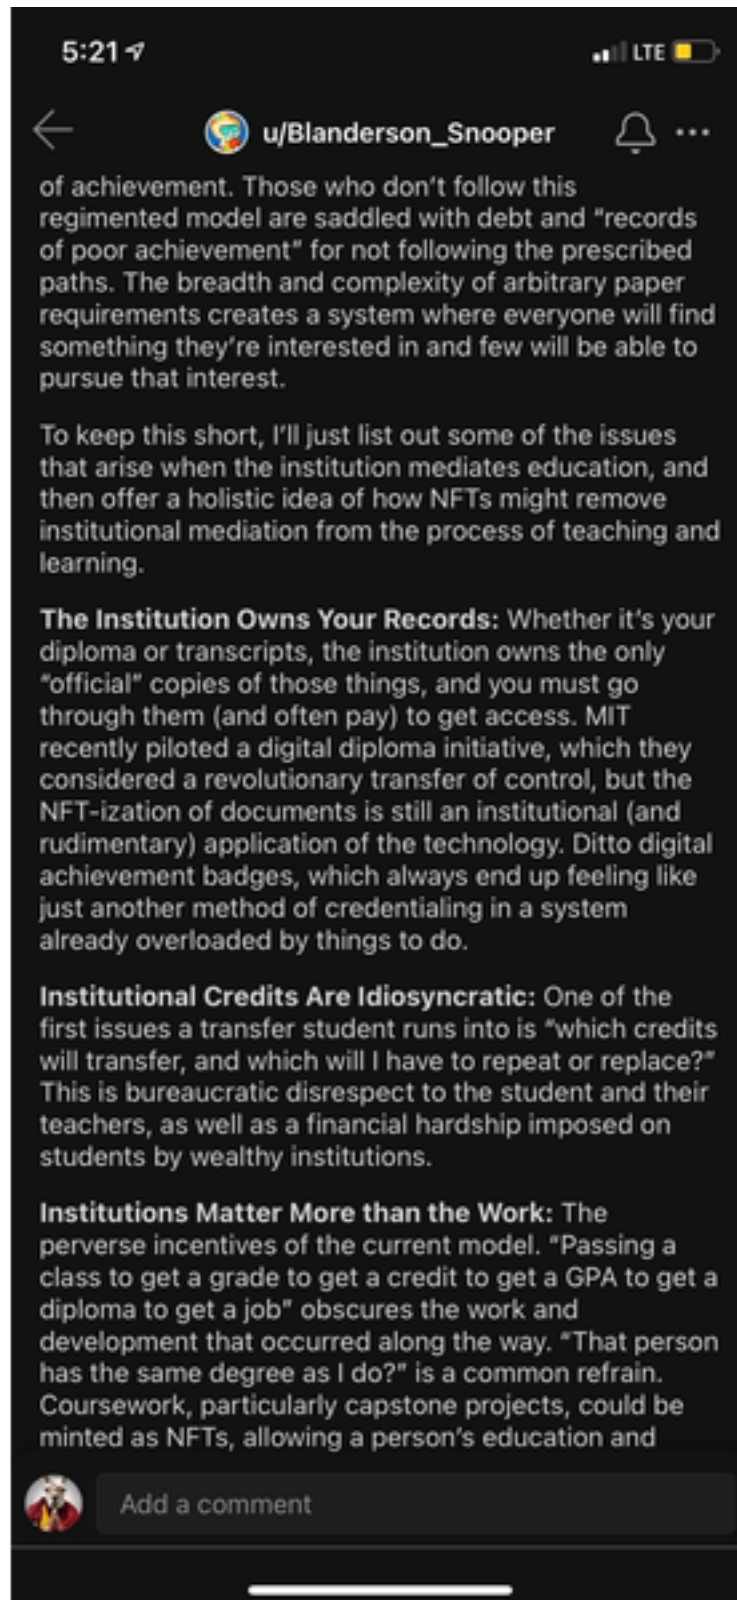 5:21
LTE
u/Blanderson_Snooper
of achievement. Those who don't follow this
regimented model are saddled with debt and "records
of poor achievement" for not following the prescribed
paths. The breadth and complexity of arbitrary paper
requirements creates a system where everyone will find
something they're interested in and few will be able to
pursue that interest.
To keep this short, I'll just list out some of the issues
that arise when the institution mediates education, and
then offer a holistic idea of how NFTs might remove
institutional mediation from the process of teaching and
learning.
The Institution Owns Your Records: Whether it's your
diploma or transcripts, the institution owns the only
"official" copies of those things, and you must go
through them (and often pay) to get access. MIT
recently piloted a digital diploma initiative, which they
considered a revolutionary transfer of control, but the
NFT-ization of documents is still an institutional (and
rudimentary) application of the technology. Ditto digital
achievement badges, which always end up feeling like
just another method of credentialing in a system
already overloaded by things to do.
Institutional Credits Are Idiosyncratic: One of the
first issues a transfer student runs into is "which credits
will transfer, and which will I have to repeat or replace?"
This is bureaucratic disrespect to the student and their
teachers, as well as a financial hardship imposed on
students by wealthy institutions.
Institutions Matter More than the Work: The
perverse incentives of the current model. "Passing a
class to get a grade to get a credit to get a GPA to get a
diploma to get a job" obscures the work and
development that occurred along the way. "That person
has the same degree as I do?" is a common refrain.
Coursework, particularly capstone projects, could be
minted as NFTs, allowing a person's education and
Add a comment